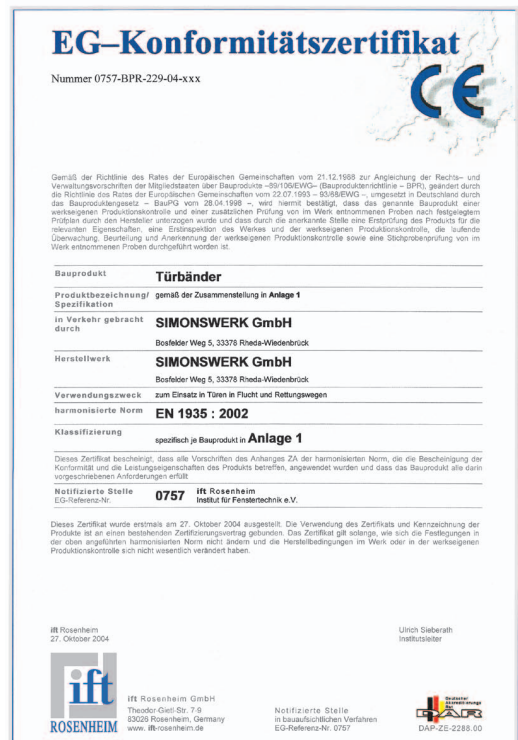 EG–Konformitätszertifikat
Nummer 0757-BPR-229-04-xxx
CE
Gemäß der Richtlinie des Rates der Europäischen Gemeinschaften vom 21.12.1988 zur Angleichung der Rechts– und
Verwaltungsvorschriften der Mitgliedstaaten über Bauprodukte –89/106/EWG– (Bauproduktenrichtlinie – BPR), geändert durch
die Richtlinie des Rates der Europäischen Gemeinschaften vom 22.07.1993 – 93/68/EWG –, umgesetzt in Deutschland durch
das Bauproduktengesetz – BauPG vom 28.04.1998 –, wird hiermit bestätigt, dass das genannte Bauprodukt einer
werkseigenen Produktionskontrolle und einer zusätzlichen Prüfung von im Werk entnommenen Proben nach festgelegtem
Prüfplan durch den Hersteller unterzogen wurde und dass durch die anerkannte Stelle eine Erstprüfung des Produkts für die
relevanten Eigenschaften, eine Erstinspektion des Werkes und der werkseigenen Produktionskontrolle, die laufende
Überwachung, Beurteilung und Anerkennung der werkseigenen Produktionskontrolle sowie eine Stichprobenprüfung von im
Werk entnommenen Proben durchgeführt worden ist.
Bauprodukt Türbänder
Produktbezeichnung/ gemäß der Zusammenstellung in Anlage 1
Spezifikation
in Verkehr gebracht SIMONSWERK GmbH
durch
Bosfelder Weg 5, 33378 Rheda-Wiedenbrück
Herstellwerk SIMONSWERK GmbH
Bosfelder Weg 5, 33378 Rheda-Wiedenbrück
Verwendungszweck zum Einsatz in Türen in Flucht und Rettungswegen
harmonisierte Norm EN 1935 : 2002
Klassifizierung spezifisch je Bauprodukt in Anlage 1
Dieses Zertifikat bescheinigt, dass alle Vorschriften des Anhanges ZA der harmonisierten Norm, die die Bescheinigung der
Konformität und die Leistungseigenschaften des Produkts betreffen, angewendet wurden und dass das Bauprodukt alle darin
vorgeschriebenen Anforderungen erfüllt
Notifizierte Stelle 0757 ift Rosenheim
EG-Referenz-Nr. Institut für Fenstertechnik e.V.
Dieses Zertifikat wurde erstmals am 27. Oktober 2004 ausgestellt. Die Verwendung des Zertifikats und Kennzeichnung der
Produkte ist an einen bestehenden Zertifizierungsvertrag gebunden. Das Zertifikat gilt solange, wie sich die Festlegungen in
der oben angeführten harmonisierten Norm nicht ändern und die Herstellbedingungen im Werk oder in der werkseigenen
Produktionskontrolle sich nicht wesentlich verändert haben.
ift Rosenheim
27. Oktober 2004
Ulrich Sieberath
Institutsleiter
ift
ROSENHEIM
ift Rosenheim GmbH
Theodor-Gietl-Str. 7-9
83026 Rosenheim, Germany
www. ift-rosenheim.de
Notifizierte Stelle
in bauaufsichtlichen Verfahren
EG-Referenz-Nr. 0757
Deutscher
Akkreditierungs
Rat
DAR
DAP-ZE-2288.00